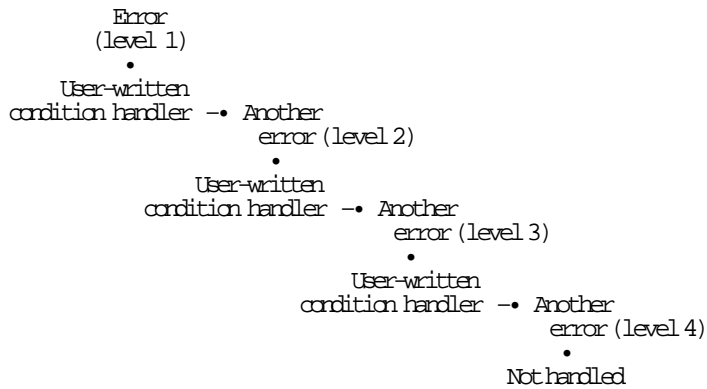 Error
(level 1)
•
User-written
condition handler –• Another
error (level 2)
•
User-written
condition handler –• Another
error (level 3)
•
User-written
condition handler –• Another
error (level 4)
•
Not handled